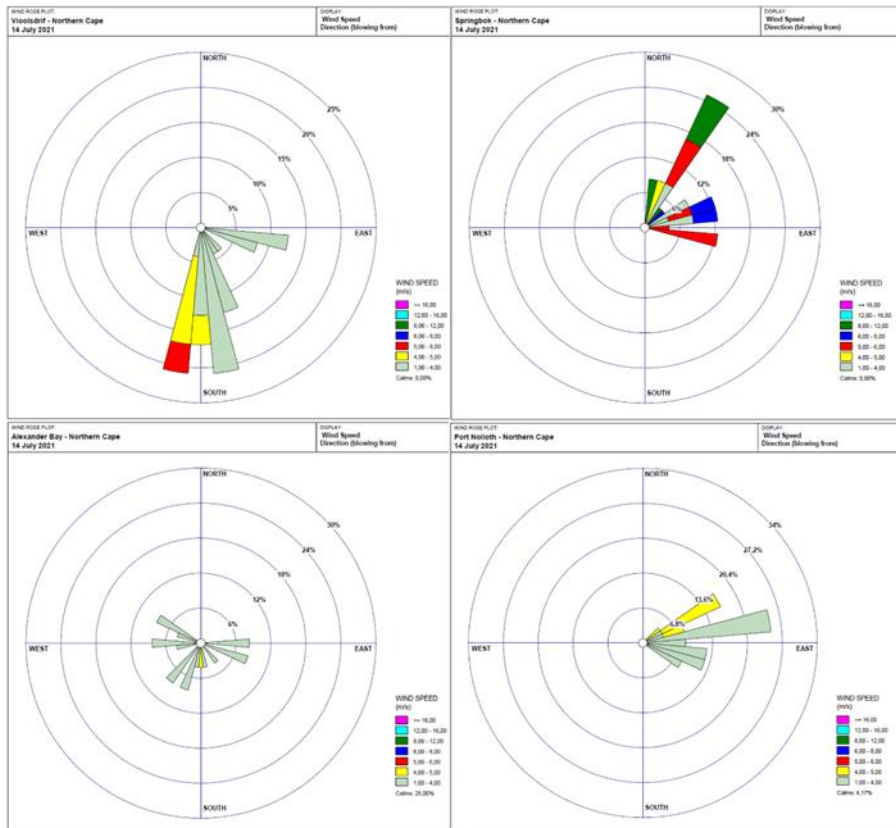 WIND ROSE PLOT:
Vioolsdrif - Northern Cape
14 July 2021
DISPLAY:
Wind Speed
Direction (blowing from)
NORTH
25%
20%
15%
10%
5%
WEST
EAST
SOUTH
WIND SPEED
(m/s)
>= 16,00
12,00 - 16,00
8,00 - 12,00
6,00 - 8,00
5,00 - 6,00
4,00 - 5,00
1,00 - 4,00
Calms: 0,00%
WIND ROSE PLOT:
Springbok - Northern Cape
14 July 2021
DISPLAY:
Wind Speed
Direction (blowing from)
NORTH
30%
24%
18%
12%
6%
EAST
WEST
SOUTH
WIND SPEED
(m/s)
>= 16,00
12,00 - 16,00
8,00 - 12,00
6,00 - 8,00
5,00 - 6,00
4,00 - 5,00
1,00 - 4,00
Calms: 0,00%
WIND ROSE PLOT:
Alexander Bay - Northern Cape
14 July 2021
DISPLAY:
Wind Speed
Direction (blowing from)
NORTH
30%
24%
18%
12%
6%
WEST
EAST
SOUTH
WIND SPEED
(m/s)
>= 16,00
12,00 - 16,00
8,00 - 12,00
6,00 - 8,00
5,00 - 6,00
4,00 - 5,00
1,00 - 4,00
Calms: 25,00%
WIND ROSE PLOT:
Port Nolloth - Northern Cape
14 July 2021
DISPLAY:
Wind Speed
Direction (blowing from)
NORTH
34%
27,2%
20,4%
13,6%
6,8%
WEST
EAST
SOUTH
WIND SPEED
(m/s)
>= 16,00
12,00 - 16,00
8,00 - 12,00
6,00 - 8,00
5,00 - 6,00
4,00 - 5,00
1,00 - 4,00
Calms: 4,17%